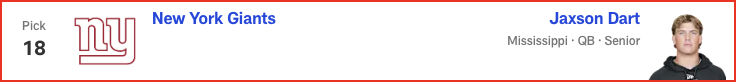 Pick
18
ny
New York Giants
Jaxson Dart
Mississippi · QB · Senior